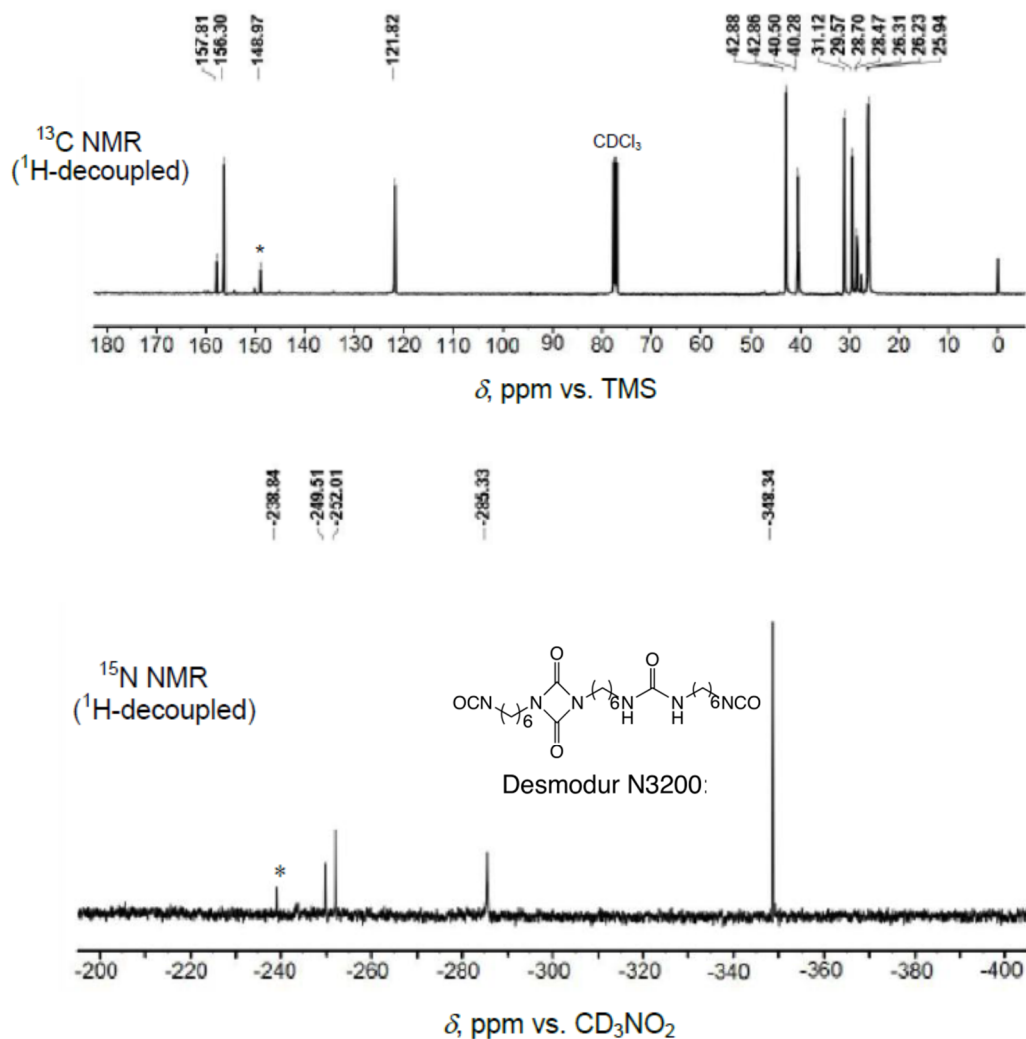 157.81
156.30
148.97
121.82
42.88
42.86
40.50
40.28
31.12
29.57
28.70
28.47
26.31
26.23
25.94
¹³C NMR
(¹H-decoupled)
*
CDCl₃
180 170 160 150 140 130 120 110 100 90 80 70 60 50 40 30 20 10 0
δ, ppm vs. TMS
-238.84
-249.51
-252.01
-285.33
-348.34
¹⁵N NMR
(¹H-decoupled)
*
O
O
OCN ( )6 N N ( )6 N H N H ( )6 NCO
O
Desmodur N3200:
-200 -220 -240 -260 -280 -300 -320 -340 -360 -380 -400
δ, ppm vs. CD₃NO₂